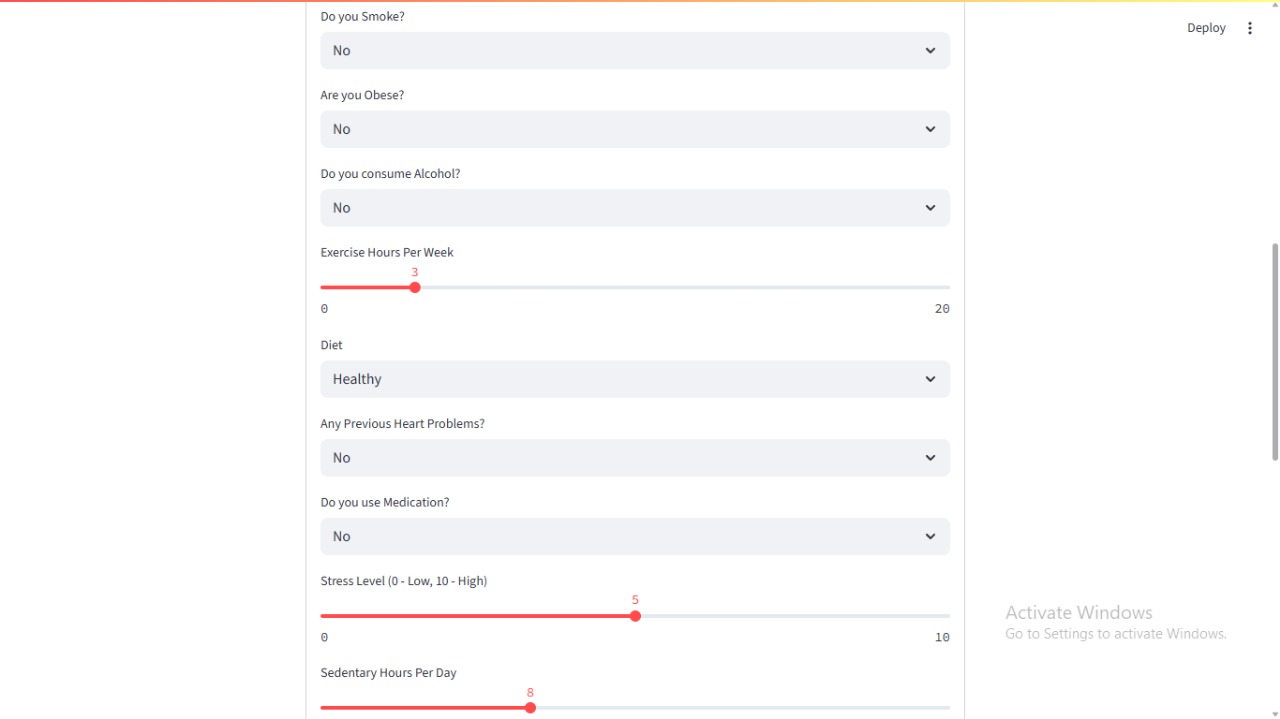 Do you Smoke?
Deploy
No
Are you Obese?
No
Do you consume Alcohol?
No
Exercise Hours Per Week
3
0 20
Diet
Healthy
Any Previous Heart Problems?
No
Do you use Medication?
No
Stress Level (0 - Low, 10 - High)
5
0 10
Activate Windows
Go to Settings to activate Windows.
Sedentary Hours Per Day
8